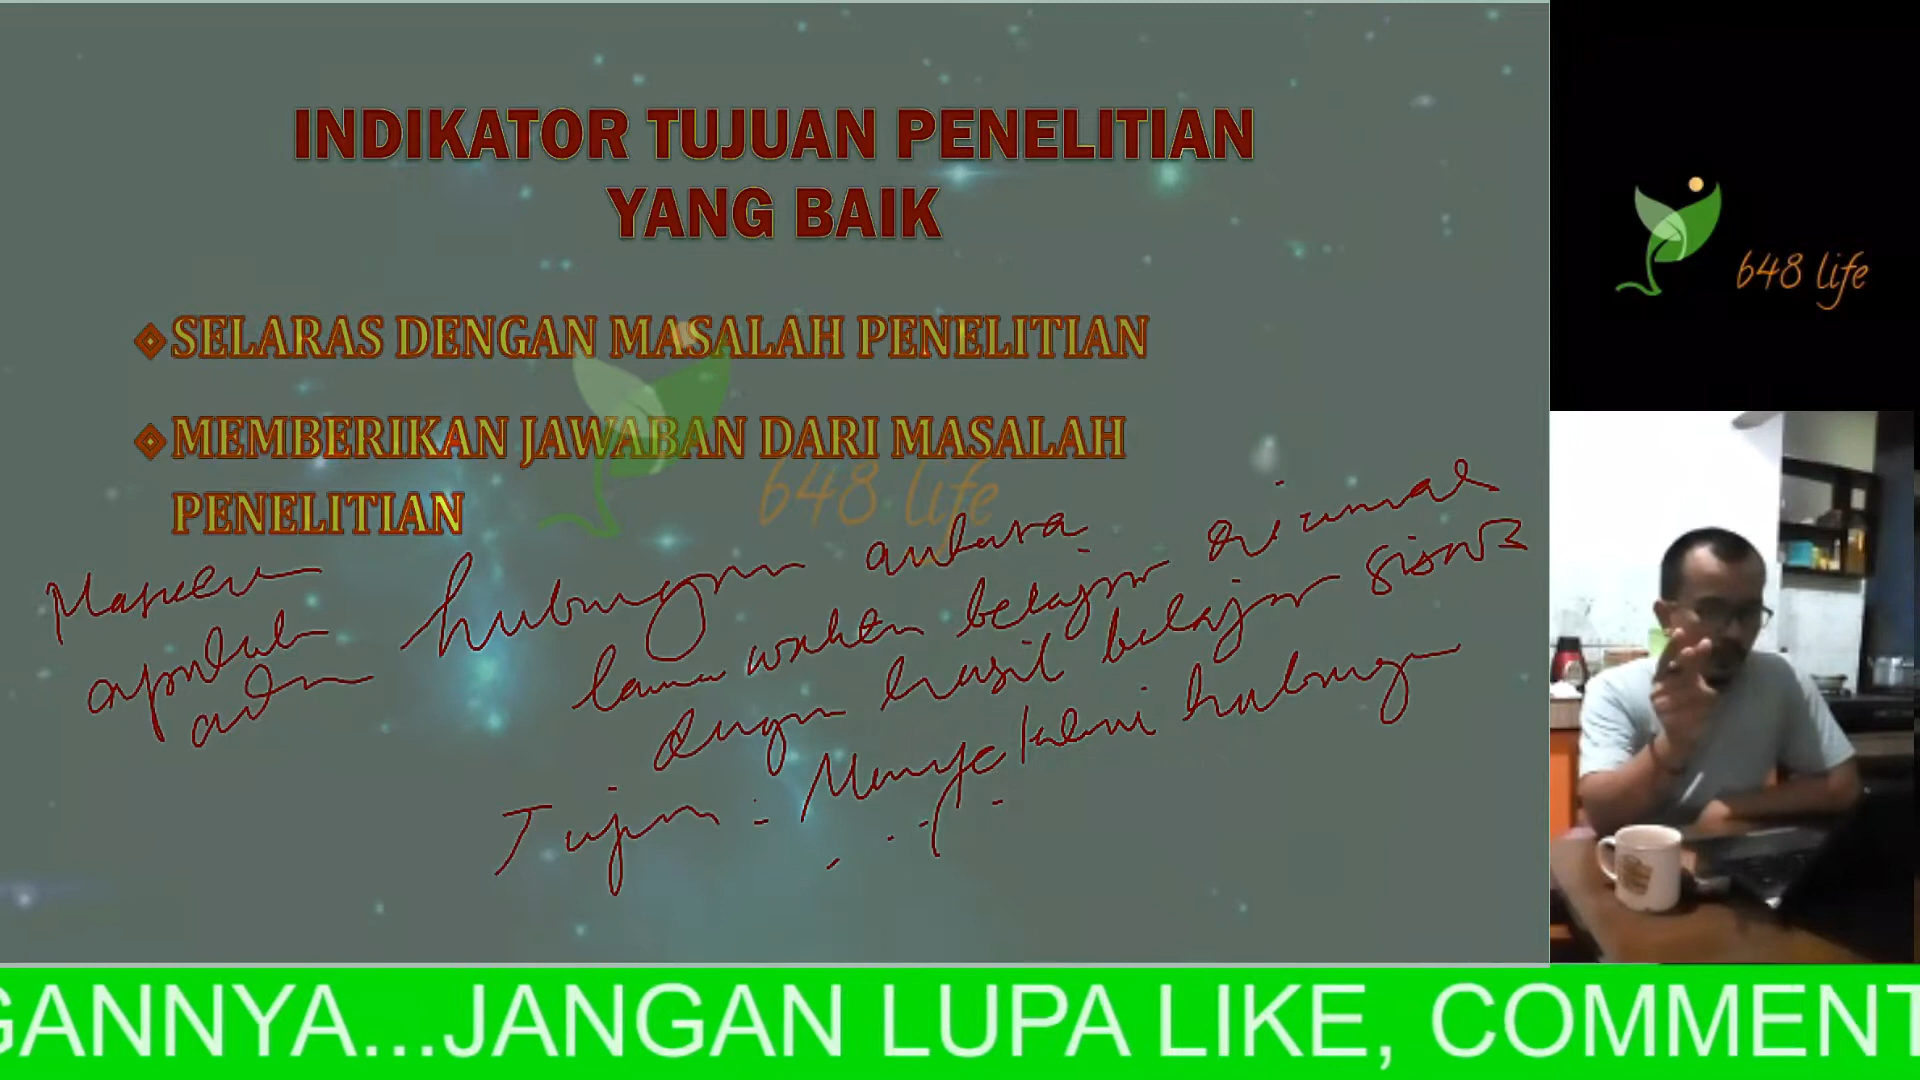 INDIKATOR TUJUAN PENELITIAN
YANG BAIK
SELARAS DENGAN MASALAH PENELITIAN
MEMBERIKAN JAWABAN DARI MASALAH
PENELITIAN
648 life
648 life
apakah
ada
hubungan antara
lama waktu belajar di rumah
dengan hasil belajar siswa
Tujuan : hubungan
GANNYA...JANGAN LUPA LIKE, COMMENT